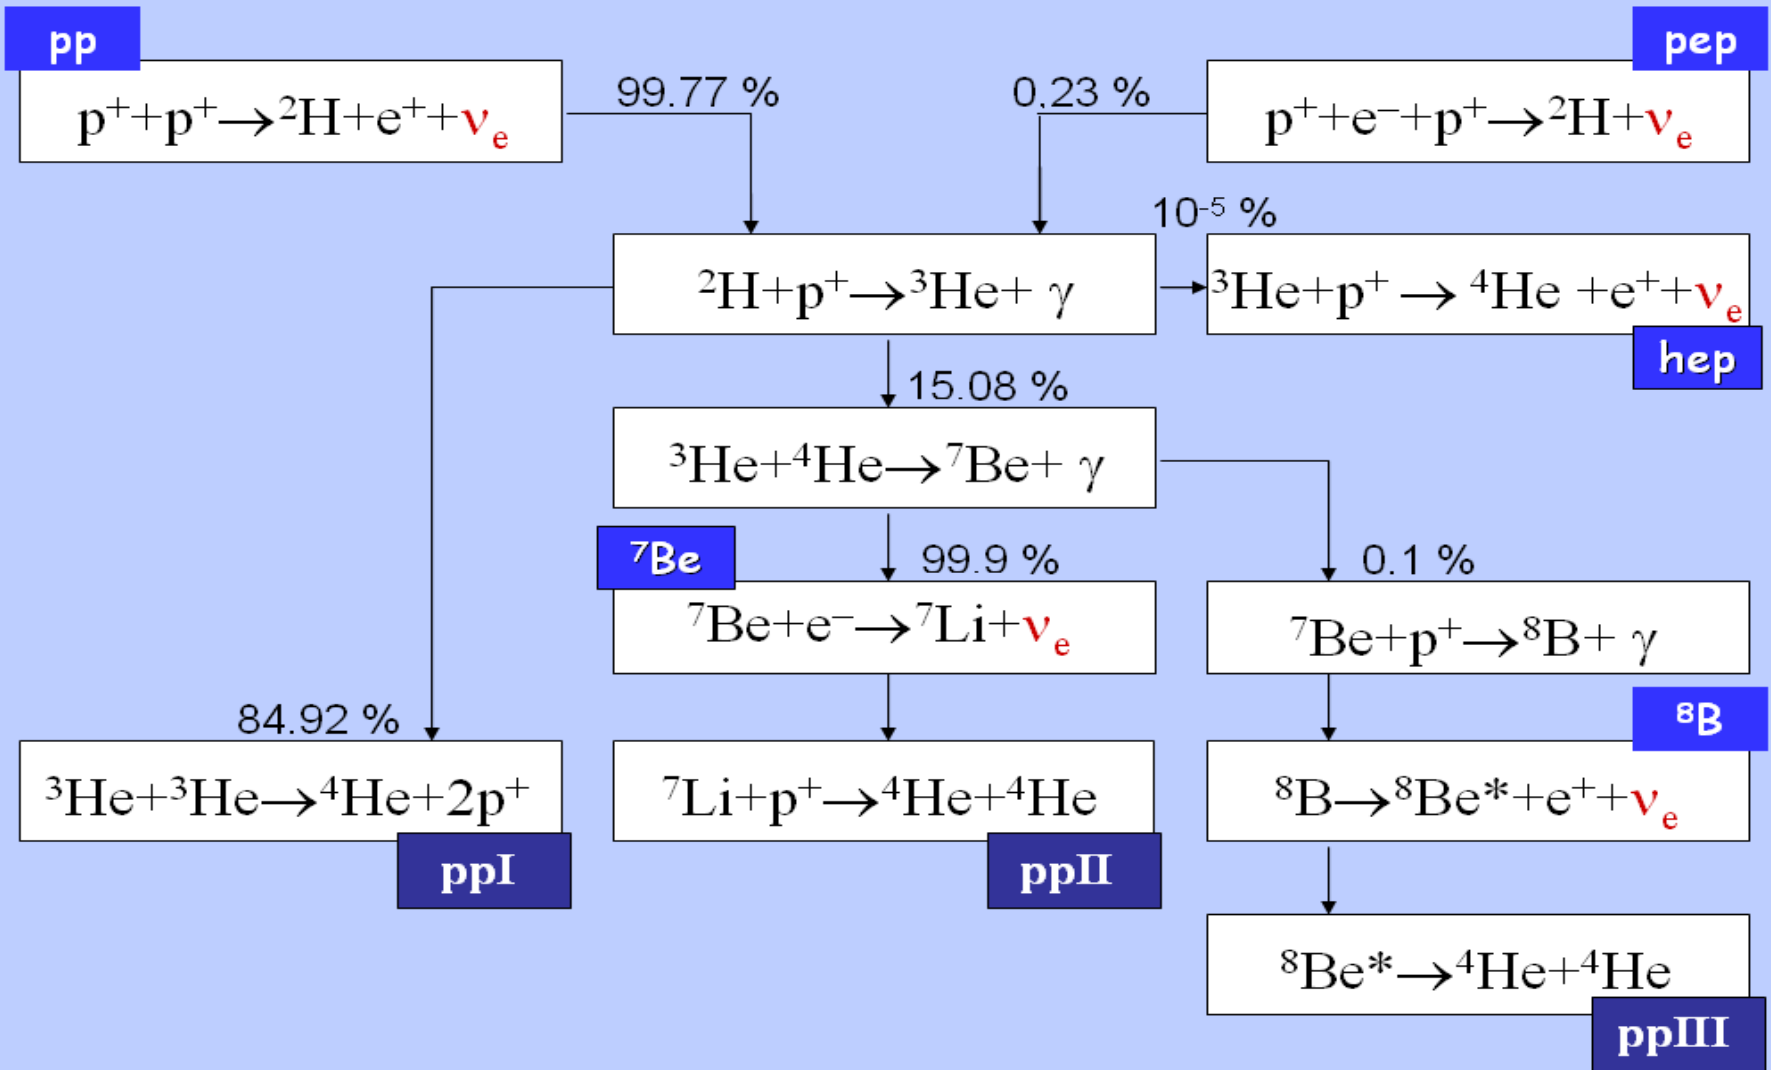 pp
pep
99.77 %
0.23 %
p⁺+p⁺→²H+e⁺+νₑ
p⁺+e⁻+p⁺→²H+νₑ
10⁻⁵ %
²H+p⁺→³He+ γ
³He+p⁺ → ⁴He +e⁺+νₑ
hep
15.08 %
³He+⁴He→⁷Be+ γ
⁷Be
99.9 %
0.1 %
⁷Be+e⁻→⁷Li+νₑ
⁷Be+p⁺→⁸B+ γ
84.92 %
⁸B
³He+³He→⁴He+2p⁺
⁷Li+p⁺→⁴He+⁴He
⁸B→⁸Be*+e⁺+νₑ
ppI
ppII
⁸Be*→⁴He+⁴He
ppIII